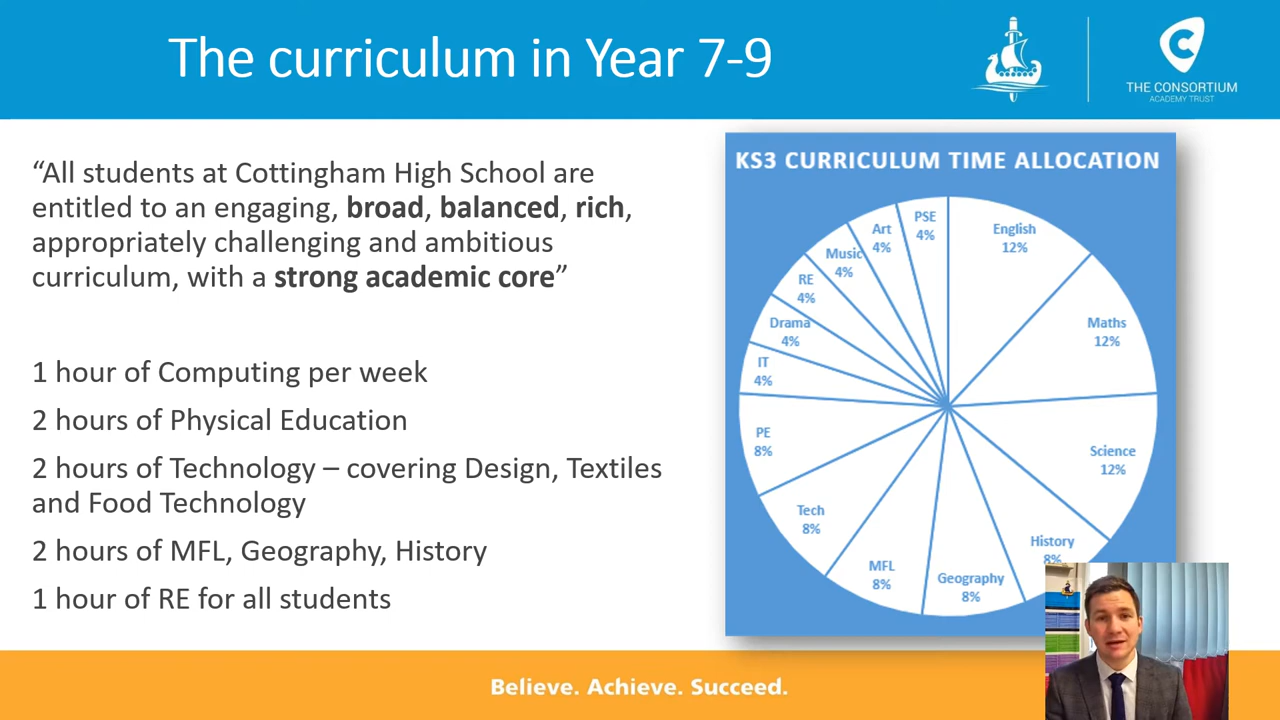 The curriculum in Year 7-9
THE CONSORTIUM
ACADEMY TRUST
“All students at Cottingham High School are
entitled to an engaging, broad, balanced, rich,
appropriately challenging and ambitious
curriculum, with a strong academic core”
1 hour of Computing per week
2 hours of Physical Education
2 hours of Technology – covering Design, Textiles
and Food Technology
2 hours of MFL, Geography, History
1 hour of RE for all students
KS3 CURRICULUM TIME ALLOCATION
English
12%
Maths
12%
Science
12%
History
8%
Geography
8%
MFL
8%
Tech
8%
PE
8%
IT
4%
Drama
4%
RE
4%
Music
4%
Art
4%
PSE
4%
Believe. Achieve. Succeed.